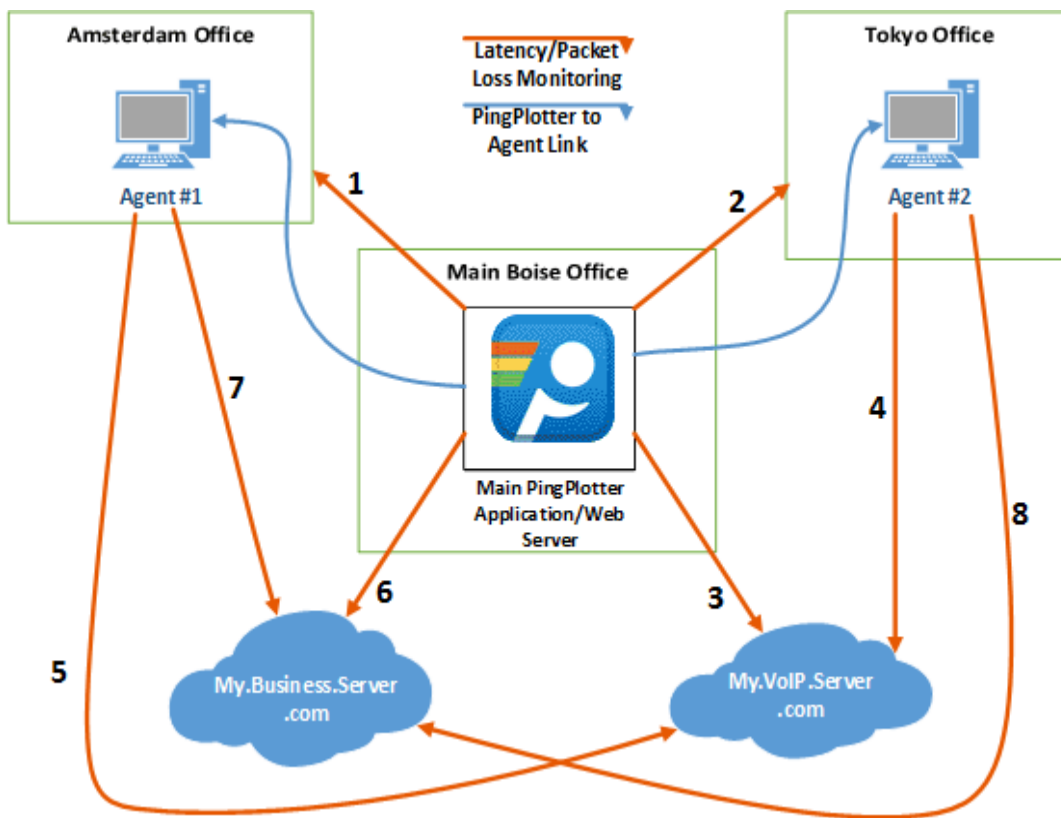 Amsterdam Office
Agent #1
Latency/Packet
Loss Monitoring
PingPlotter to
Agent Link
Tokyo Office
Agent #2
1
2
Main Boise Office
Main PingPlotter
Application/Web
Server
7
4
6
3
8
5
My.Business.Server
.com
My.VoIP.Server
.com